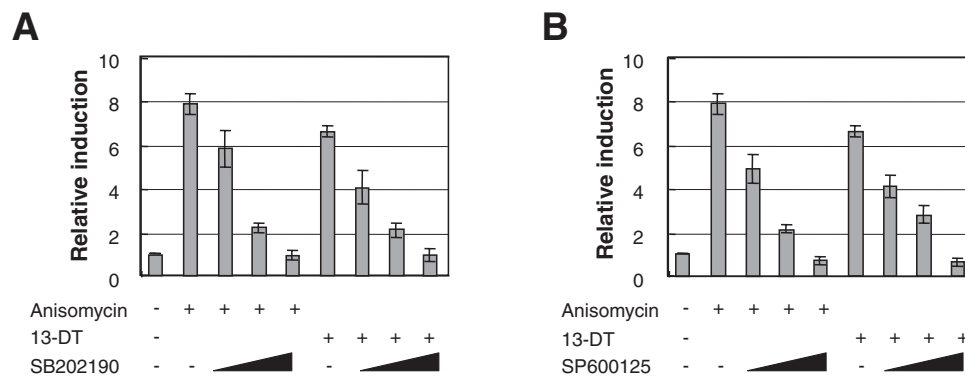 A
B
Relative induction
10
8
6
4
2
0
Anisomycin - + + + +
13-DT - + + + +
SB202190 - - -
Relative induction
10
8
6
4
2
0
Anisomycin - + + + +
13-DT - + + + +
SP600125 - - -